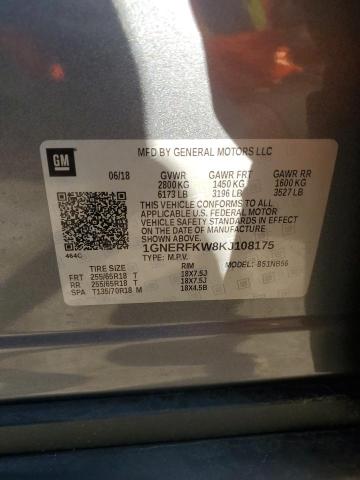 GM
MFD BY GENERAL MOTORS LLC
06/18 GVWR GAWR FRT GAWR RR
2800 KG 1450 KG 1600 KG
6173 LB 3196 LB 3527 LB
THIS VEHICLE CONFORMS TO ALL
APPLICABLE U.S. FEDERAL MOTOR
VEHICLE SAFETY STANDARDS IN
EFFECT ON THE DATE OF
MANUFACTURE SHOWN ABOVE.
1GNERFKW8KJ108175
464C TYPE: M.P.V. MODEL: B51NB56
TIRE SIZE RIM
FRT 255/65R18 T 18X7.5J
RR 255/65R18 T 18X7.5J
SP T135/70R18 M 18X4.5B